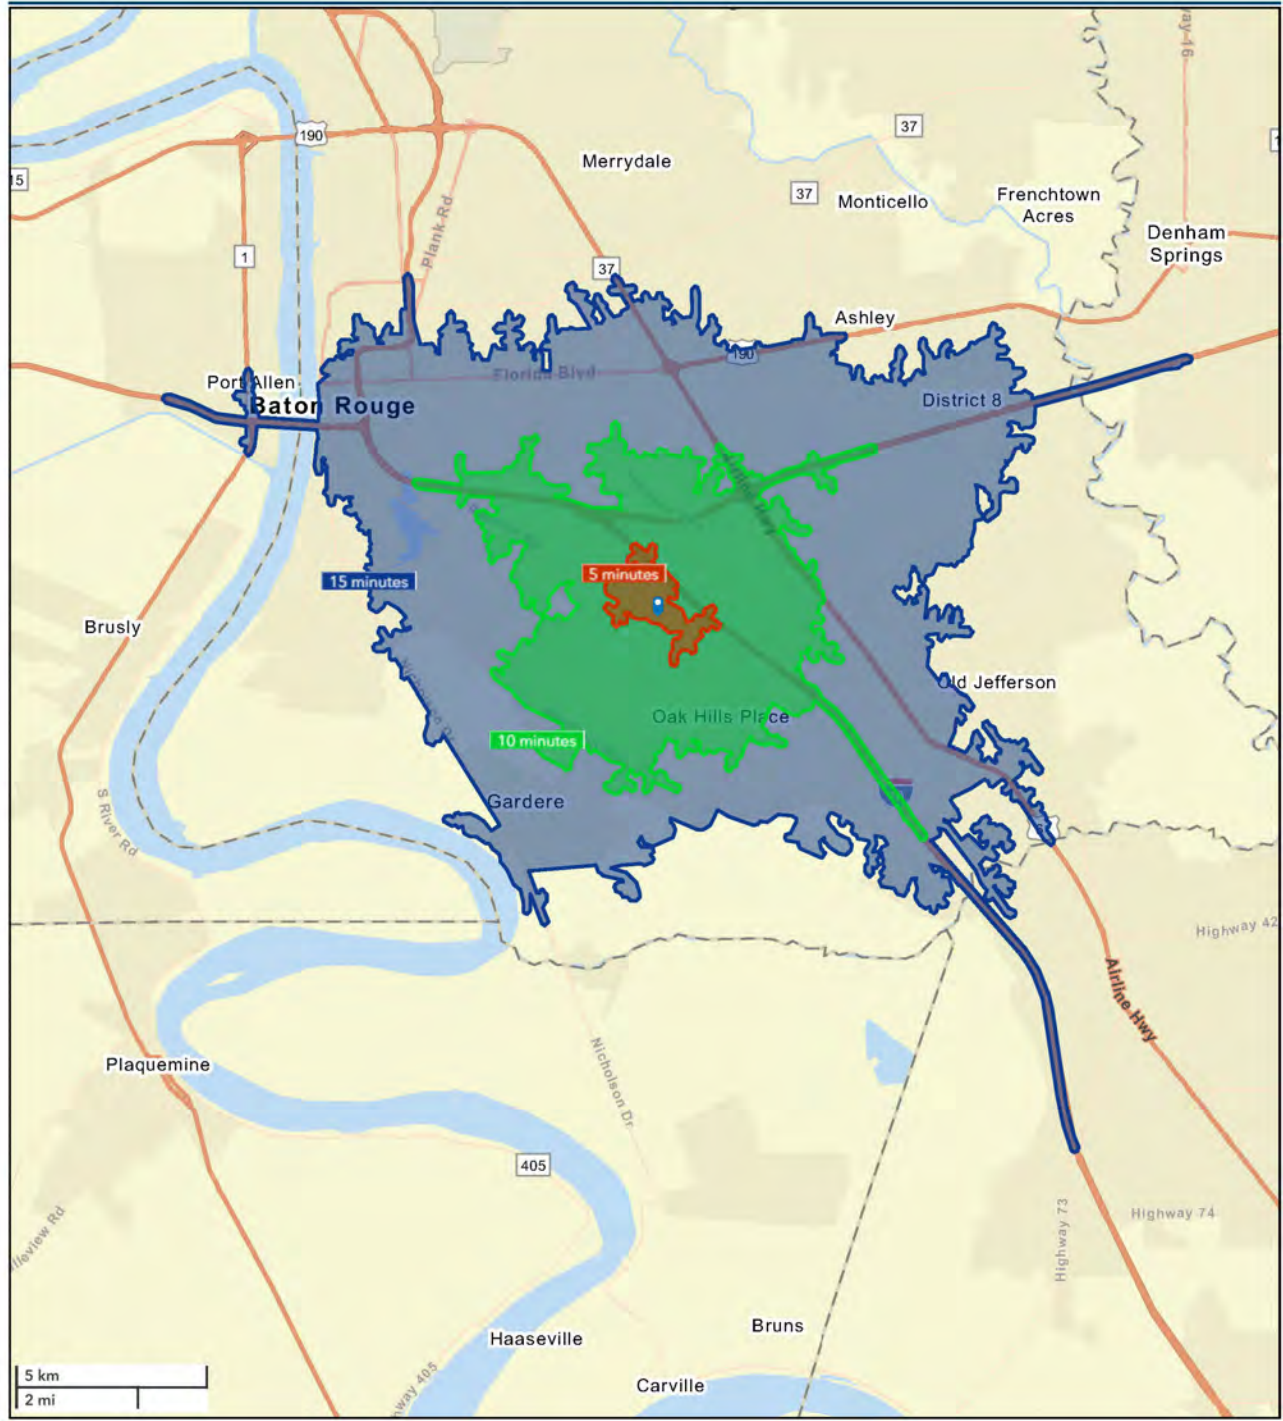 way 16
190
37
Merrydale
15
37
Monticello
Frenchtown
Acres
Plank Rd
Denham
Springs
1
37
Ashley
190
Florida Blvd
Port Allen
Baton Rouge
District 8
5 minutes
15 minutes
Brusly
Old Jefferson
Oak Hills Place
10 minutes
Gardere
S River Rd
Highway 42
Airline Hwy
Plaquemine
Nicholson Dr
405
Highway 73
Highway 74
Bruns
Haaseville
Carville
5 km
2 mi